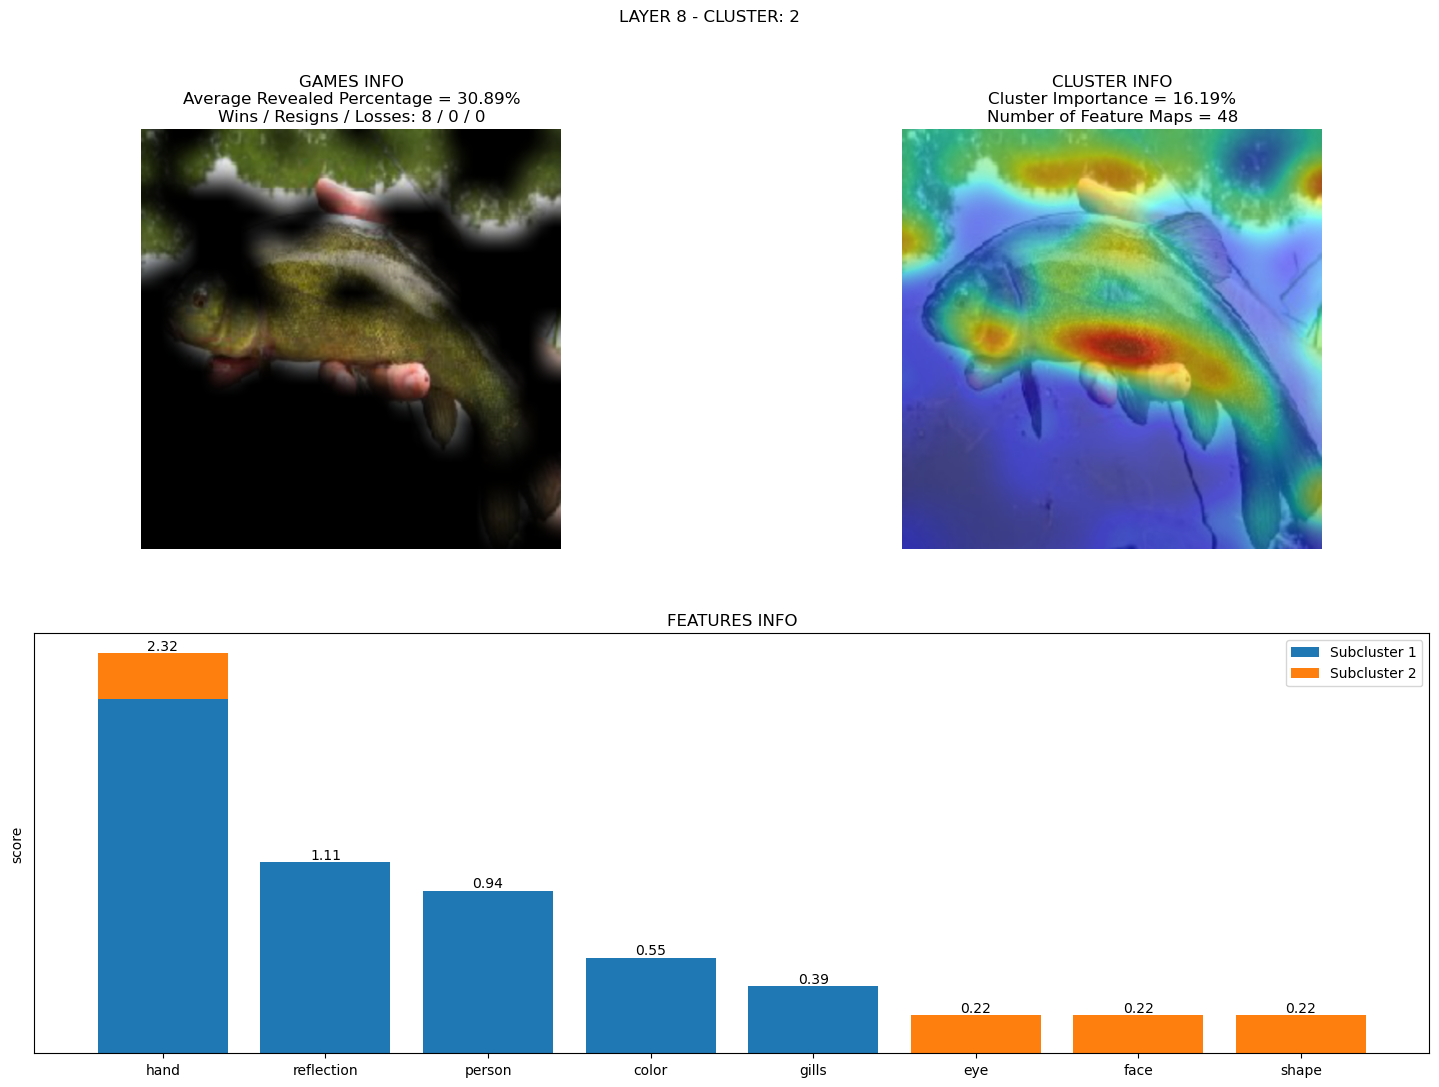 LAYER 8 - CLUSTER: 2
GAMES INFO
Average Revealed Percentage = 30.89%
Wins / Resigns / Losses: 8 / 0 / 0
CLUSTER INFO
Cluster Importance = 16.19%
Number of Feature Maps = 48
FEATURES INFO
score
2.32
1.11
0.94
0.55
0.39
0.22
0.22
0.22
Subcluster 1
Subcluster 2
hand
reflection
person
color
gills
eye
face
shape